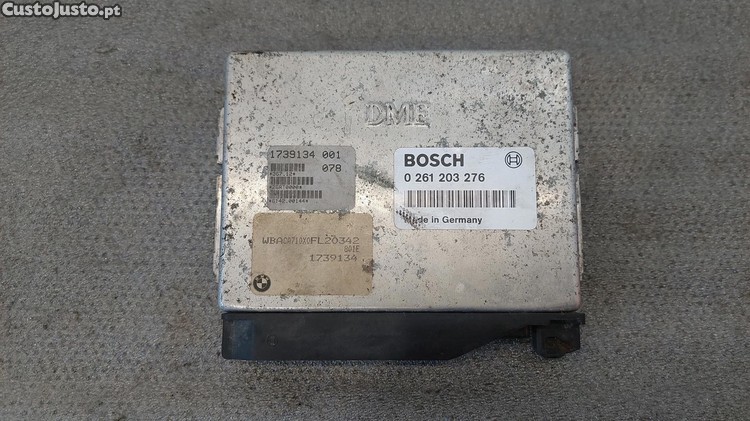 CustoJusto.pt
DME
1739134 001
078
BOSCH
0 261 203 276
Made in Germany
1739134